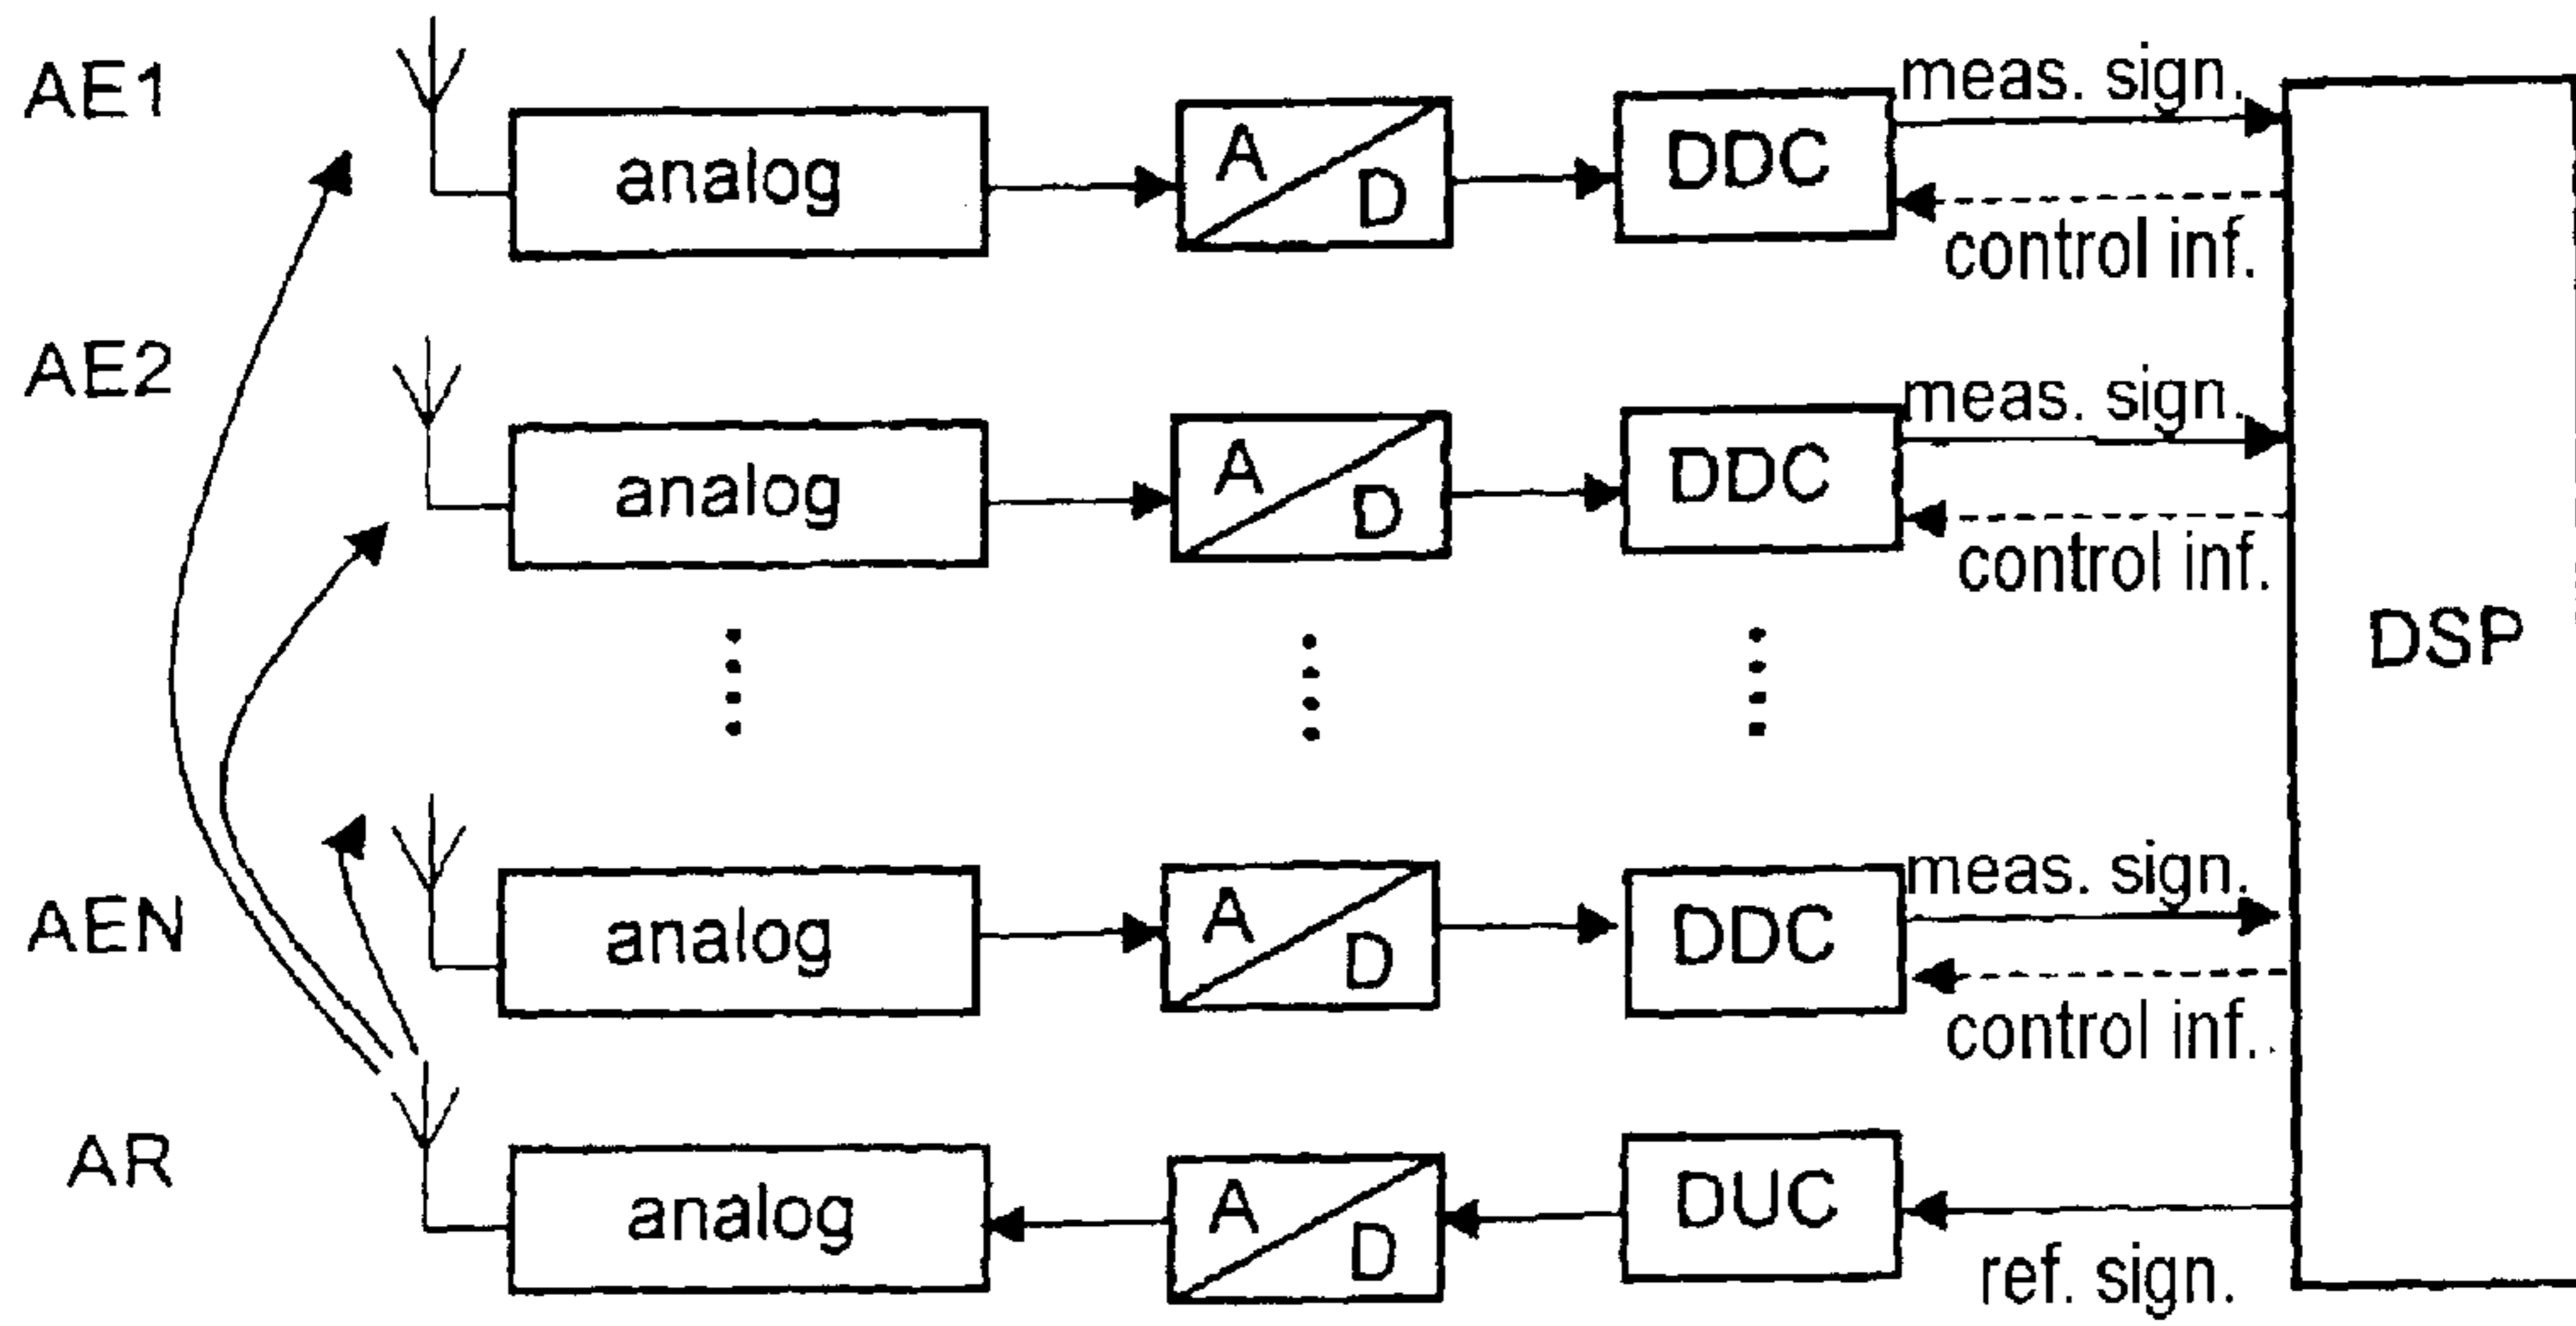 AE1
analog
A
D
DDC
meas. sign.
control inf.
AE2
analog
A
D
DDC
meas. sign.
control inf.
DSP
AEN
analog
A
D
DDC
meas. sign.
control inf.
AR
analog
A
D
DUC
ref. sign.